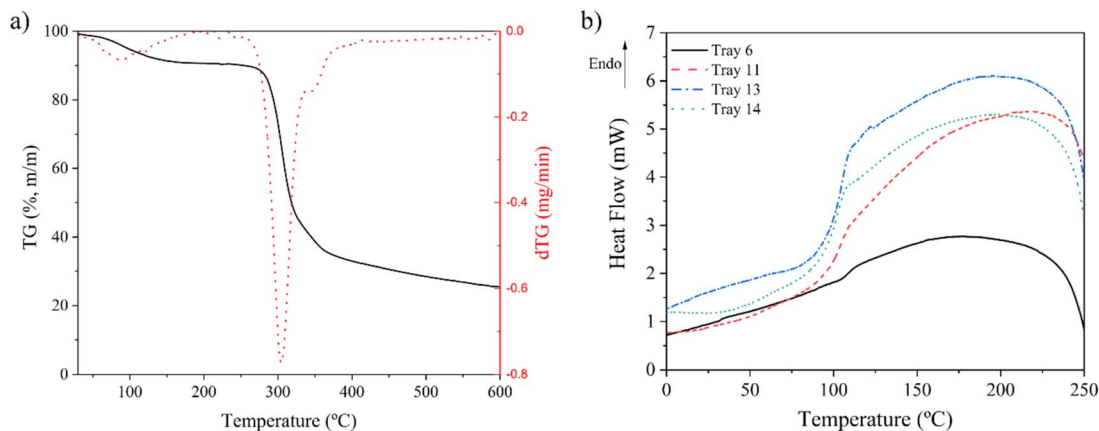 a)
TG (%, m/m)
100
80
60
40
20
0
100
200
300
400
500
600
Temperature (ºC)
0.0
-0.2
-0.4
-0.6
-0.8
dTG (mg/min)
b)
Heat Flow (mW)
7
6
5
4
3
2
1
0
Endo
Tray 6
Tray 11
Tray 13
Tray 14
0
50
100
150
200
250
Temperature (ºC)